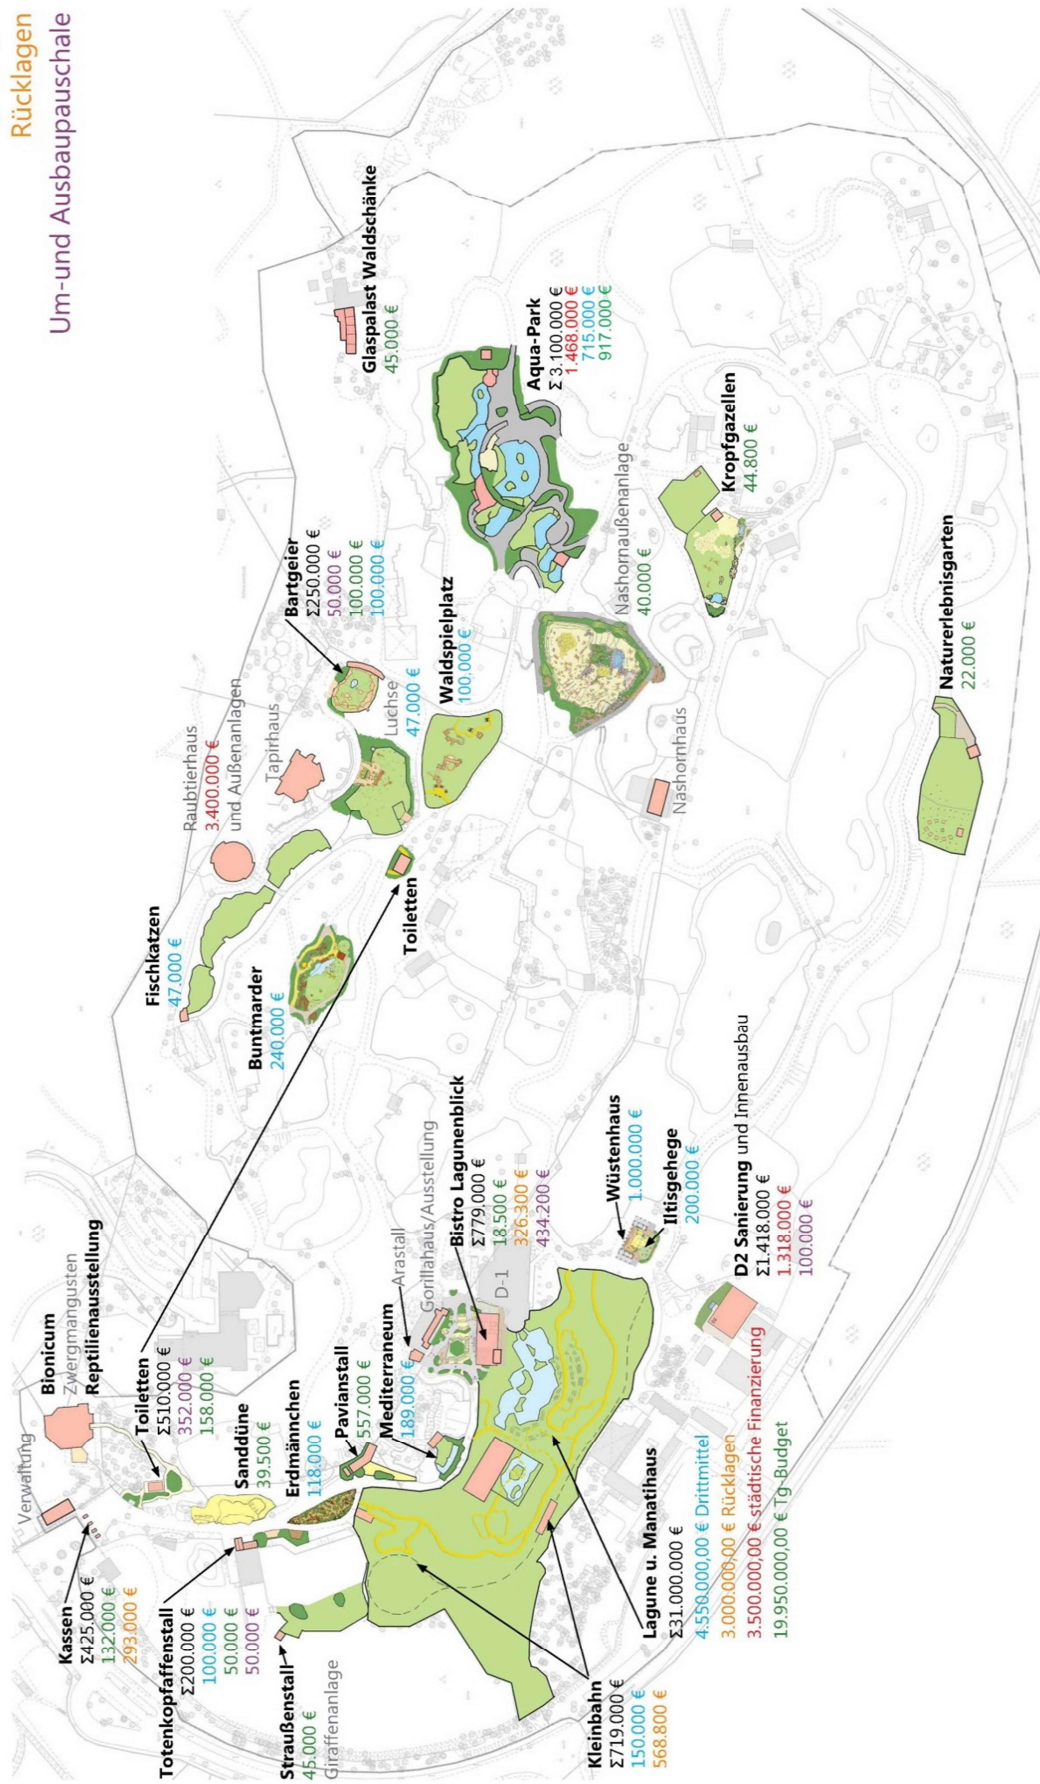 Rücklagen
Um-und Ausbaupauschale
Verwaltung
Bionicum
Zwergmangusten
Reptilienausstellung
Kassen
Σ425.000 €
132.000 €
293.000 €
Toiletten
Σ510.000 €
352.000 €
158.000 €
Totenkopfaffenstall
Σ200.000 €
100.000 €
50.000 €
50.000 €
Sanddüne
39.500 €
Erdmännchen
118.000 €
Straußenstall
45.000 €
Giraffenanlage
Pavianstall
557.000 €
Mediterraneum
189.000 €
Arastall
Gorillahaus/Ausstellung
Bistro Lagunenblick
Σ779.000 €
18.500 €
326.300 €
434.200 €
D-1
Kleinbahn
Σ719.000 €
150.000 €
568.800 €
Lagune u. Manatihaus
Σ31.000.000 €
4.550.000,00 € Drittmittel
3.000.000,00 € Rücklagen
3.500.000,00 € städtische Finanzierung
19.950.000,00 € Tg-Budget
Wüstenhaus
1.000.000 €
Iltisgehege
200.000 €
D2 Sanierung und Innenausbau
Σ1.418.000 €
1.318.000 €
100.000 €
Fischkatzen
47.000 €
Buntmarder
240.000 €
Toiletten
Raubtierhaus
3.400.000 €
und Außenanlagen
Tapirhaus
Bartgeier
Σ250.000 €
50.000 €
100.000 €
100.000 €
Luchse
47.000 €
Waldspielplatz
100.000 €
Glaspalast Waldschänke
45.000 €
Aqua-Park
Σ 3.100.000 €
1.468.000 €
715.000 €
917.000 €
Nashornaußenanlage
40.000 €
Nashornhaus
Kropfgazellen
44.800 €
Naturerlebnisgarten
22.000 €